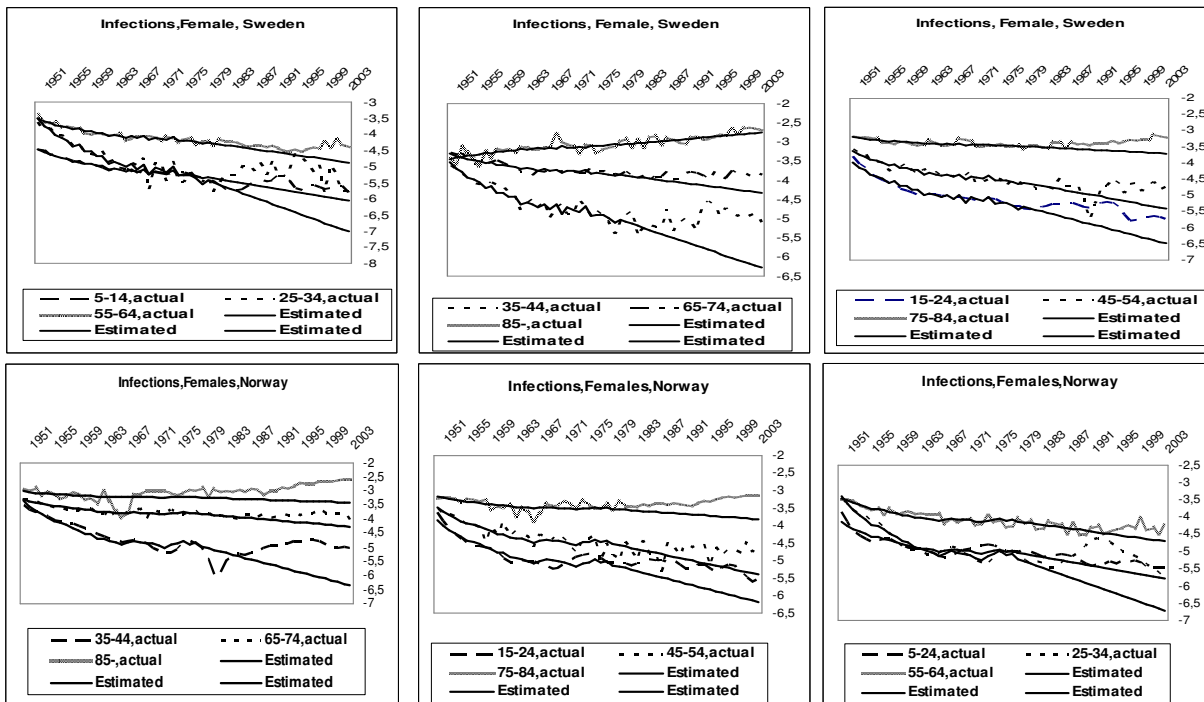 Infections,Female, Sweden
1951 1955 1959 1963 1967 1971 1975 1979 1983 1987 1991 1995 1999 2003
-3
-3,5
-4
-4,5
-5
-5,5
-6
-6,5
-7
-7,5
-8
5-14,actual 25-34,actual
55-64,actual Estimated
Estimated Estimated
Infections, Female, Sweden
1951 1955 1959 1963 1967 1971 1975 1979 1983 1987 1991 1995 1999 2003
-2
-2,5
-3
-3,5
-4
-4,5
-5
-5,5
-6
-6,5
35-44,actual 65-74,actual
85-,actual Estimated
Estimated Estimated
Infections, Female, Sweden
1951 1955 1959 1963 1967 1971 1975 1979 1983 1987 1991 1995 1999 2003
-2
-2,5
-3
-3,5
-4
-4,5
-5
-5,5
-6
-6,5
-7
15-24,actual 45-54,actual
75-84,actual Estimated
Estimated Estimated
Infections,Females,Norway
1951 1955 1959 1963 1967 1971 1975 1979 1983 1987 1991 1995 1999 2003
-2
-2,5
-3
-3,5
-4
-4,5
-5
-5,5
-6
-6,5
-7
35-44,actual 65-74,actual
85-,actual Estimated
Estimated Estimated
Infections,Females,Norway
1951 1955 1959 1963 1967 1971 1975 1979 1983 1987 1991 1995 1999 2003
-2
-2,5
-3
-3,5
-4
-4,5
-5
-5,5
-6
-6,5
15-24,actual 45-54,actual
75-84,actual Estimated
Estimated Estimated
Infections,Females,Norway
1951 1955 1959 1963 1967 1971 1975 1979 1983 1987 1991 1995 1999 2003
-2
-2,5
-3
-3,5
-4
-4,5
-5
-5,5
-6
-6,5
-7
5-24,actual 25-34,actual
55-64,actual Estimated
Estimated Estimated